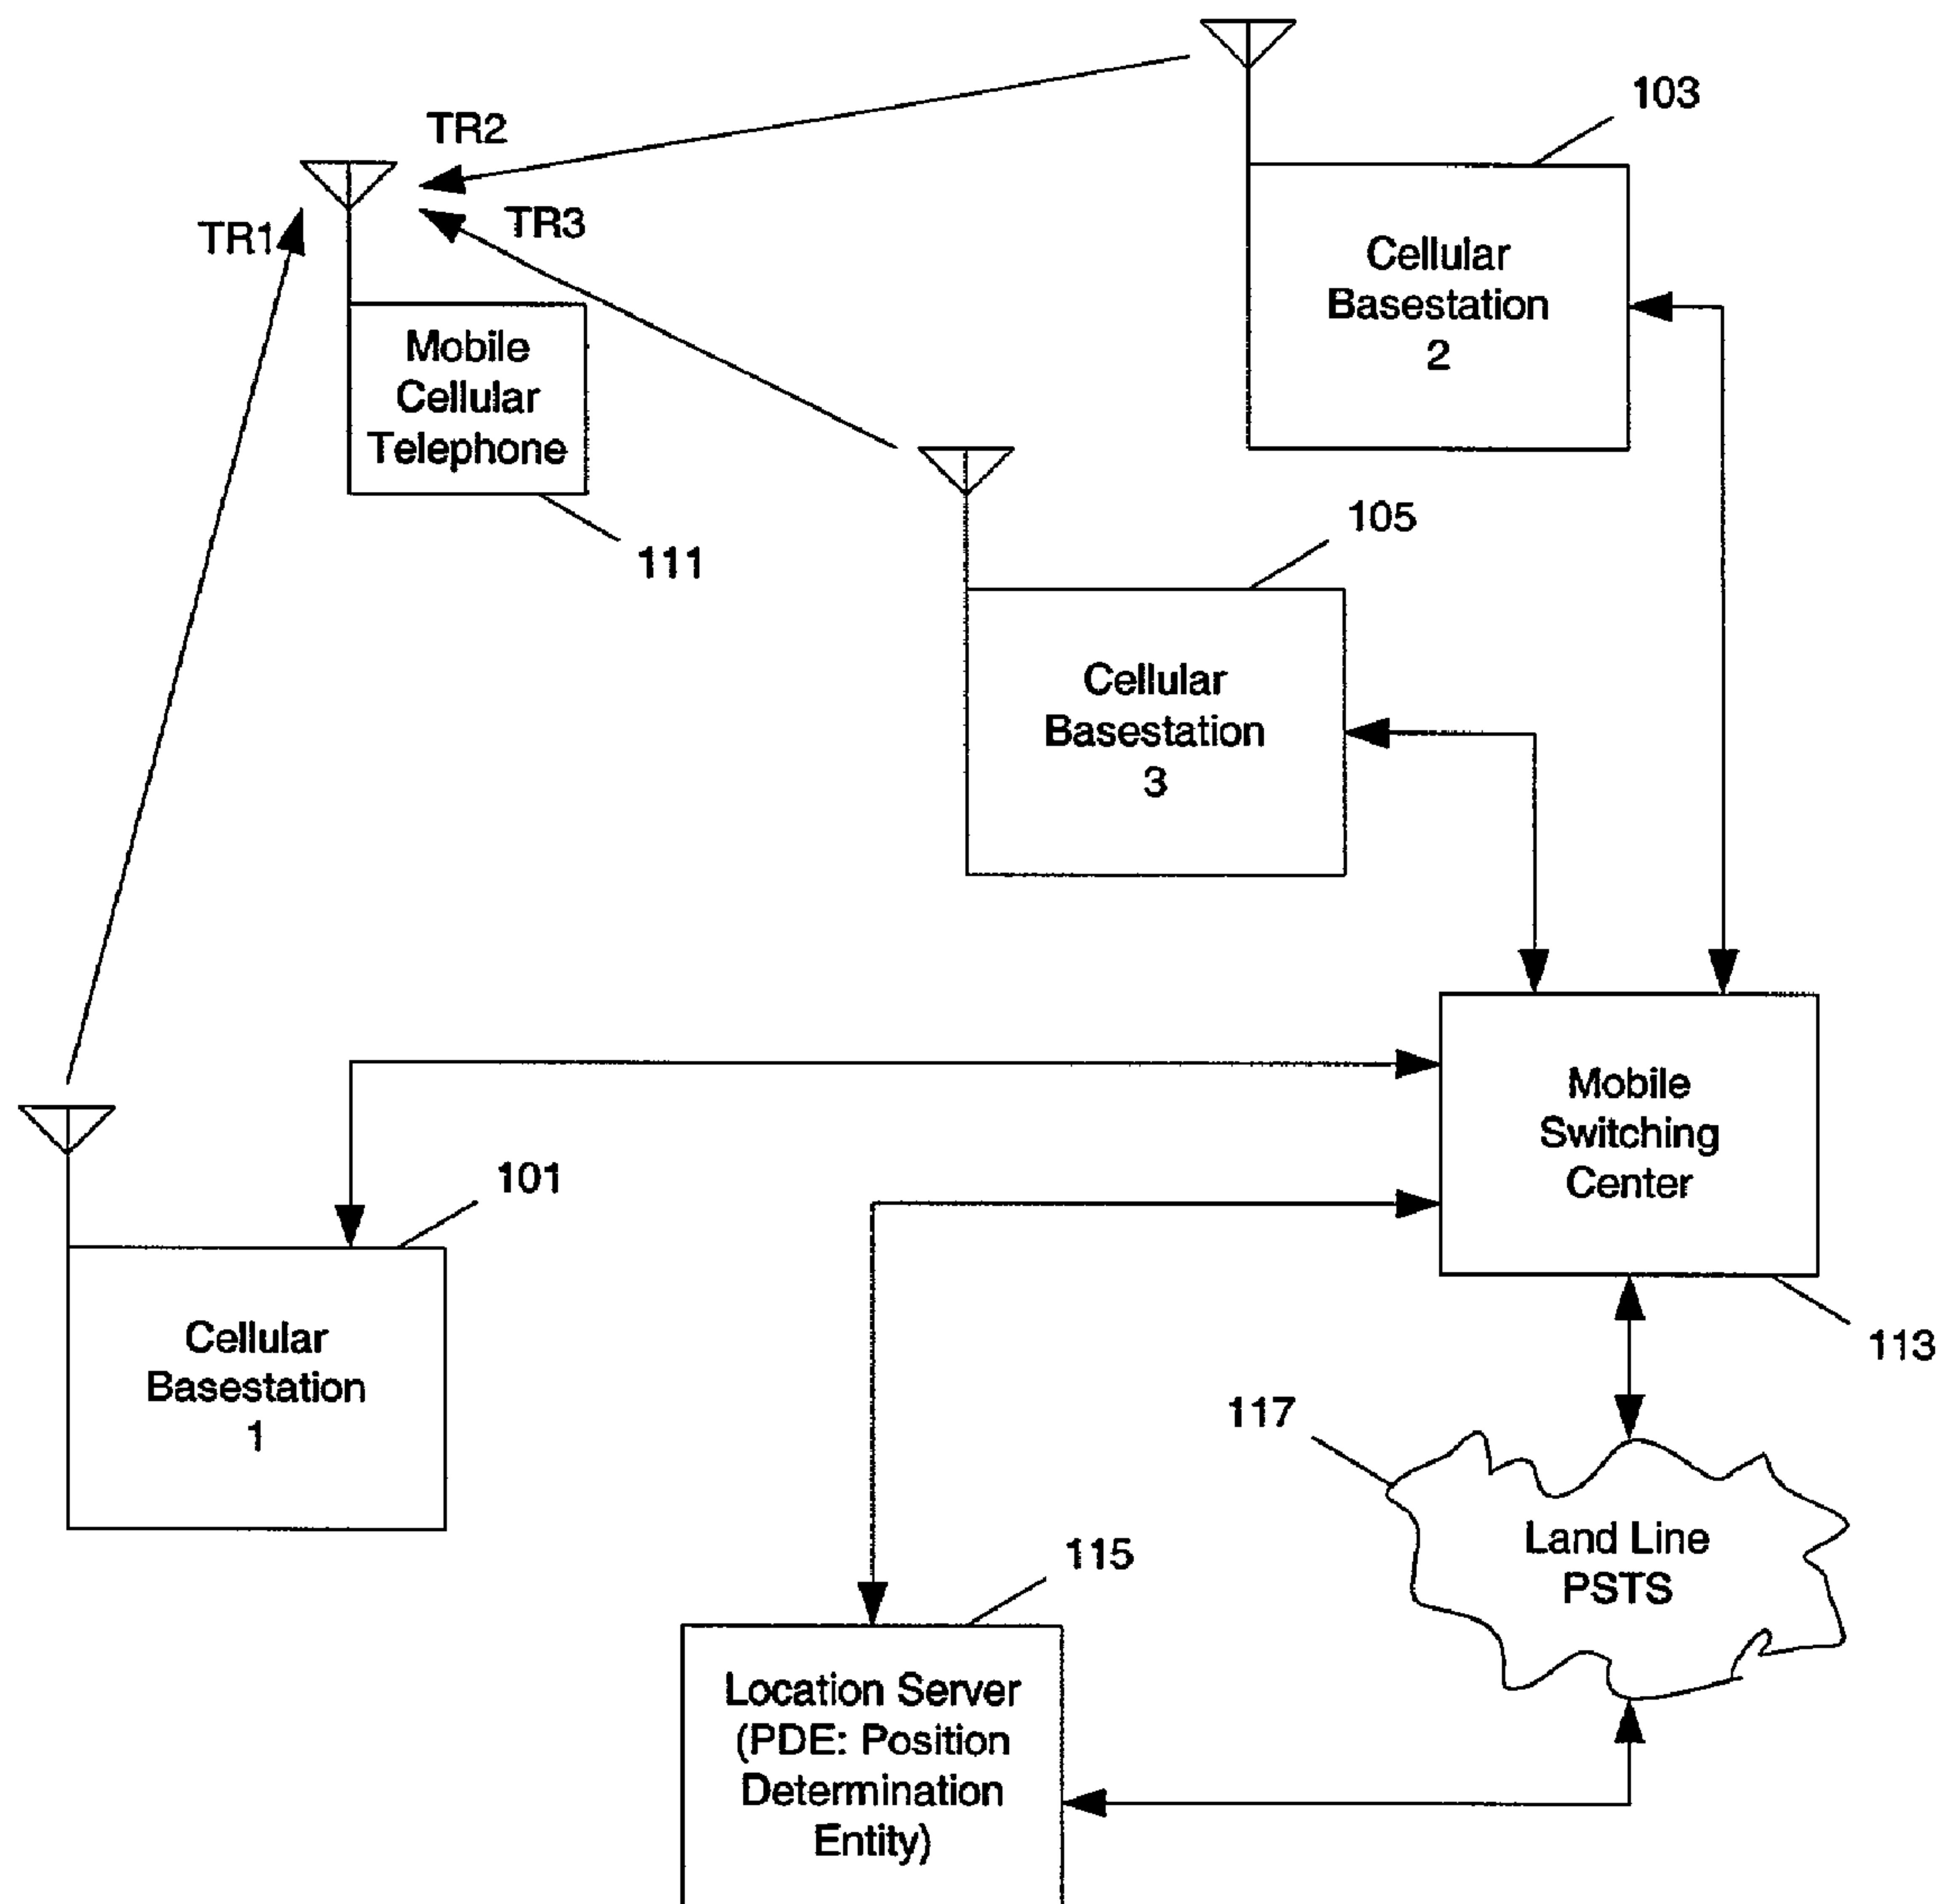 103
TR2
TR1
TR3
Cellular
Basestation
2
Mobile
Cellular
Telephone
111
105
Cellular
Basestation
3
Mobile
Switching
Center
101
113
Cellular
Basestation
1
117
Land Line
PSTS
115
Location Server
(PDE: Position
Determination
Entity)